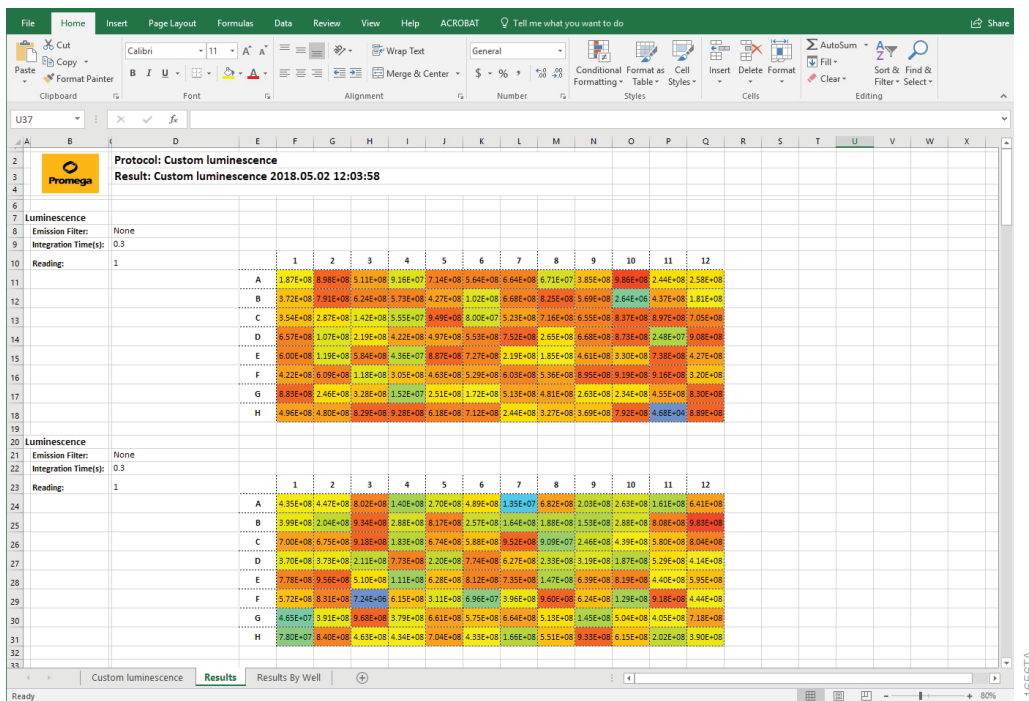 File Home Insert Page Layout Formulas Data Review View Help ACROBAT Tell me what you want to do Share
Cut
Copy
Format Painter
Paste
Calibri 11 A A
B I U A
Wrap Text
Merge & Center
General
$ % ,
Conditional Formatting
Format as Table
Cell Styles
Insert Delete Format
AutoSum
Fill
Clear
Sort & Filter
Find & Select
Clipboard Font Alignment Number Styles Cells Editing
U37 fx
A B D E F G H I J K L M N O P Q R S T U V W X
2 Protocol: Custom luminescence
3 Promega Result: Custom luminescence 2018.05.02 12:03:58
4
6
7 Luminescence
8 Emission Filter: None
9 Integration Time(s): 0.3
10 Reading: 1 1 2 3 4 5 6 7 8 9 10 11 12
11 A 1.87E+08 8.98E+08 5.11E+08 9.16E+07 7.14E+08 5.64E+08 6.64E+08 6.71E+07 3.85E+08 9.86E+08 2.44E+08 2.58E+08
12 B 3.72E+08 7.91E+08 6.24E+08 5.73E+08 4.27E+08 1.02E+08 6.68E+08 8.25E+08 5.69E+08 2.64E+06 4.37E+08 1.81E+08
13 C 3.54E+08 2.87E+08 1.42E+08 5.55E+07 9.49E+08 8.00E+07 5.23E+08 7.16E+08 6.55E+08 8.37E+08 8.97E+08 7.05E+08
14 D 6.57E+08 1.07E+08 2.19E+08 4.22E+08 4.97E+08 5.53E+08 7.52E+08 2.65E+08 6.68E+08 8.73E+08 2.48E+07 9.08E+08
15 E 6.00E+08 1.19E+08 5.84E+08 4.36E+07 8.87E+08 7.27E+08 2.19E+08 1.85E+08 4.61E+08 3.30E+08 7.38E+08 4.27E+08
16 F 4.22E+08 6.09E+08 1.18E+08 3.05E+08 4.63E+08 5.29E+08 6.03E+08 5.36E+08 8.95E+08 9.19E+08 9.16E+08 3.20E+08
17 G 8.83E+08 2.46E+08 3.28E+08 1.52E+07 2.51E+08 1.72E+08 5.13E+08 4.81E+08 2.63E+08 2.34E+08 4.55E+08 8.30E+08
18 H 4.96E+08 4.80E+08 8.29E+08 9.28E+08 6.18E+08 7.12E+08 2.44E+08 3.27E+08 3.69E+08 7.92E+08 4.68E+04 8.89E+08
19
20 Luminescence
21 Emission Filter: None
22 Integration Time(s): 0.3
23 Reading: 1 1 2 3 4 5 6 7 8 9 10 11 12
24 A 4.35E+08 4.47E+08 8.02E+08 1.40E+08 2.70E+08 4.89E+08 1.35E+07 6.82E+08 2.03E+08 2.63E+08 1.61E+08 6.41E+08
25 B 3.99E+08 2.04E+08 9.34E+08 2.88E+08 8.17E+08 2.57E+08 1.64E+08 1.88E+08 1.53E+08 2.88E+08 8.08E+08 9.83E+08
26 C 7.00E+08 6.75E+08 9.18E+08 1.83E+08 6.74E+08 5.88E+08 9.52E+08 9.09E+07 2.46E+08 4.39E+08 5.80E+08 8.04E+08
27 D 3.70E+08 3.73E+08 2.11E+08 7.73E+08 2.20E+08 7.74E+08 6.27E+08 2.33E+08 3.19E+08 1.87E+08 5.29E+08 4.14E+08
28 E 7.78E+08 9.56E+08 5.10E+08 1.11E+08 6.28E+08 8.12E+08 7.35E+08 1.47E+08 6.39E+08 8.19E+08 4.40E+08 5.95E+08
29 F 5.72E+08 8.31E+08 7.24E+06 6.15E+08 3.11E+08 6.96E+07 3.96E+08 9.60E+08 6.24E+08 1.29E+08 9.18E+08 4.44E+08
30 G 4.65E+07 3.91E+08 9.68E+08 3.79E+08 6.61E+08 5.75E+08 6.64E+08 5.13E+08 1.45E+08 5.04E+08 4.05E+08 7.18E+08
31 H 7.80E+07 8.40E+08 4.63E+08 4.34E+08 7.04E+08 4.33E+08 1.66E+08 5.51E+08 9.33E+08 6.15E+08 2.02E+08 3.90E+08
32
33
Custom luminescence Results Results By Well
Ready 80%